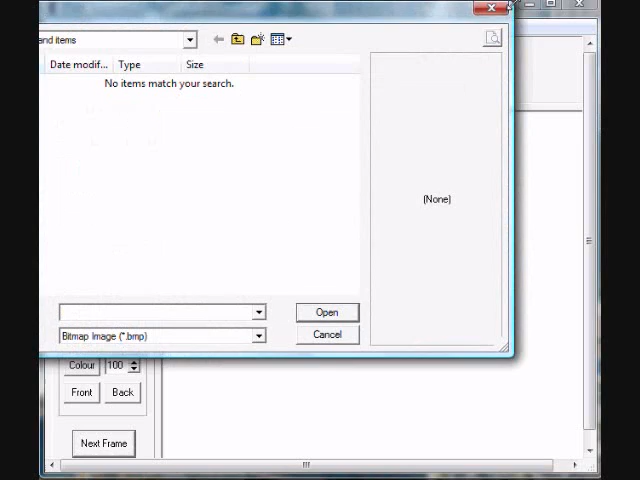 end items
Date modif... Type Size
No items match your search.
(None)
Open
Bitmap Image (*.bmp)
Cancel
Colour 100
Front Back
Next Frame